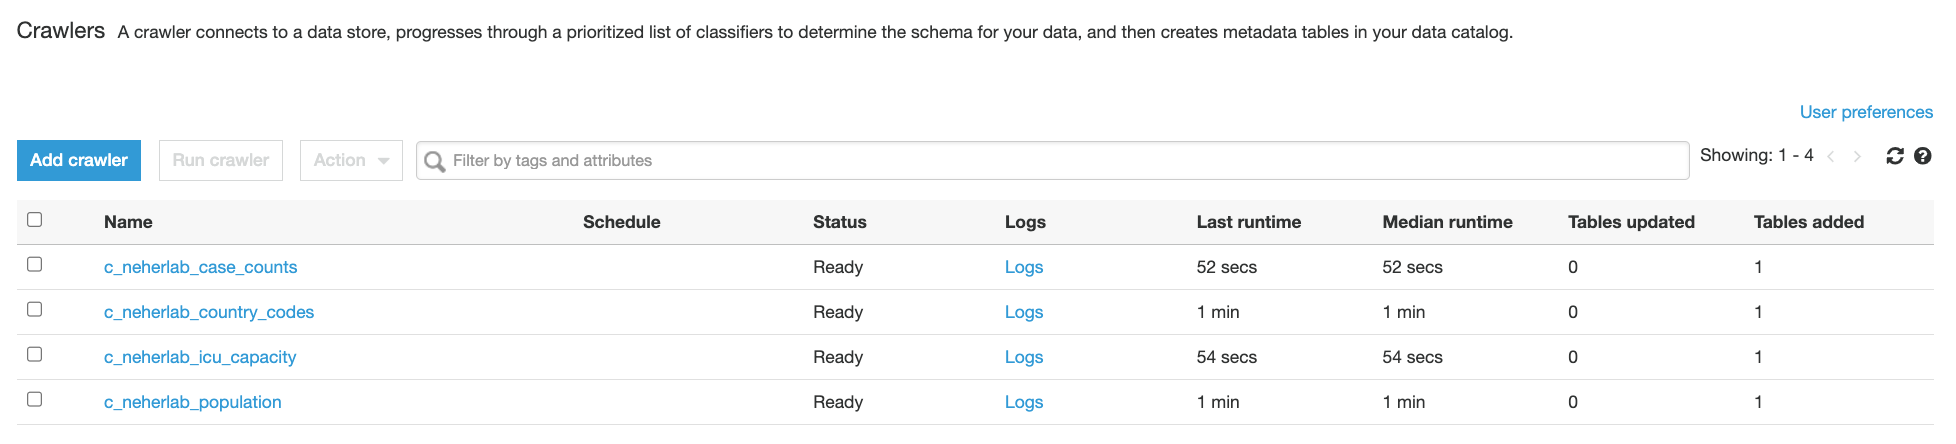 Crawlers A crawler connects to a data store, progresses through a prioritized list of classifiers to determine the schema for your data, and then creates metadata tables in your data catalog.
User preferences
Add crawler Run crawler Action Filter by tags and attributes Showing: 1 - 4
Name Schedule Status Logs Last runtime Median runtime Tables updated Tables added
c_neherlab_case_counts Ready Logs 52 secs 52 secs 0 1
c_neherlab_country_codes Ready Logs 1 min 1 min 0 1
c_neherlab_icu_capacity Ready Logs 54 secs 54 secs 0 1
c_neherlab_population Ready Logs 1 min 1 min 0 1